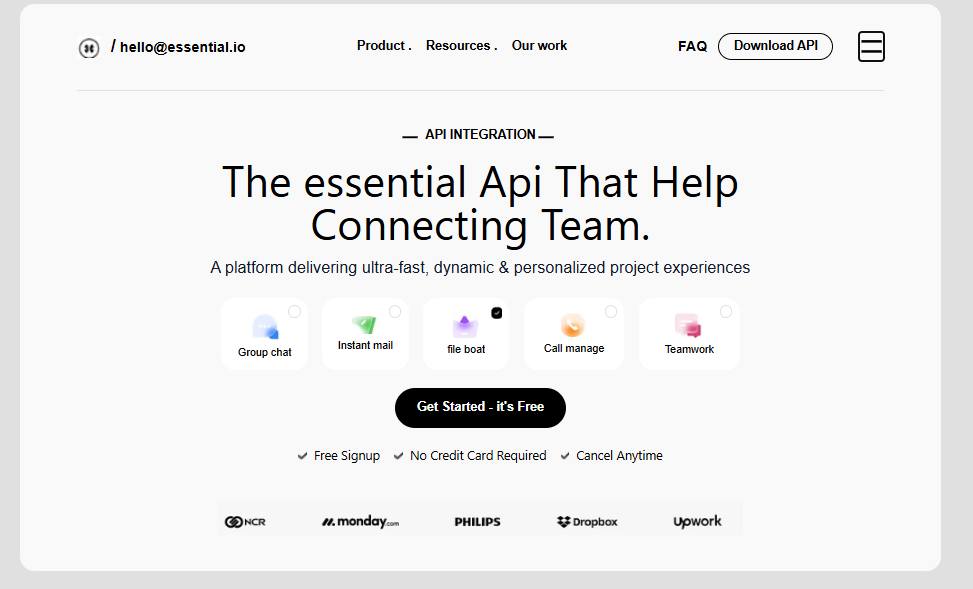 / hello@essential.io
Product . Resources . Our work
FAQ Download API
API INTEGRATION
The essential Api That Help
Connecting Team.
A platform delivering ultra-fast, dynamic & personalized project experiences
Group chat
Instant mail
file boat
Call manage
Teamwork
Get Started - it's Free
Free Signup
No Credit Card Required
Cancel Anytime
NCR
monday.com
PHILIPS
Dropbox
Upwork